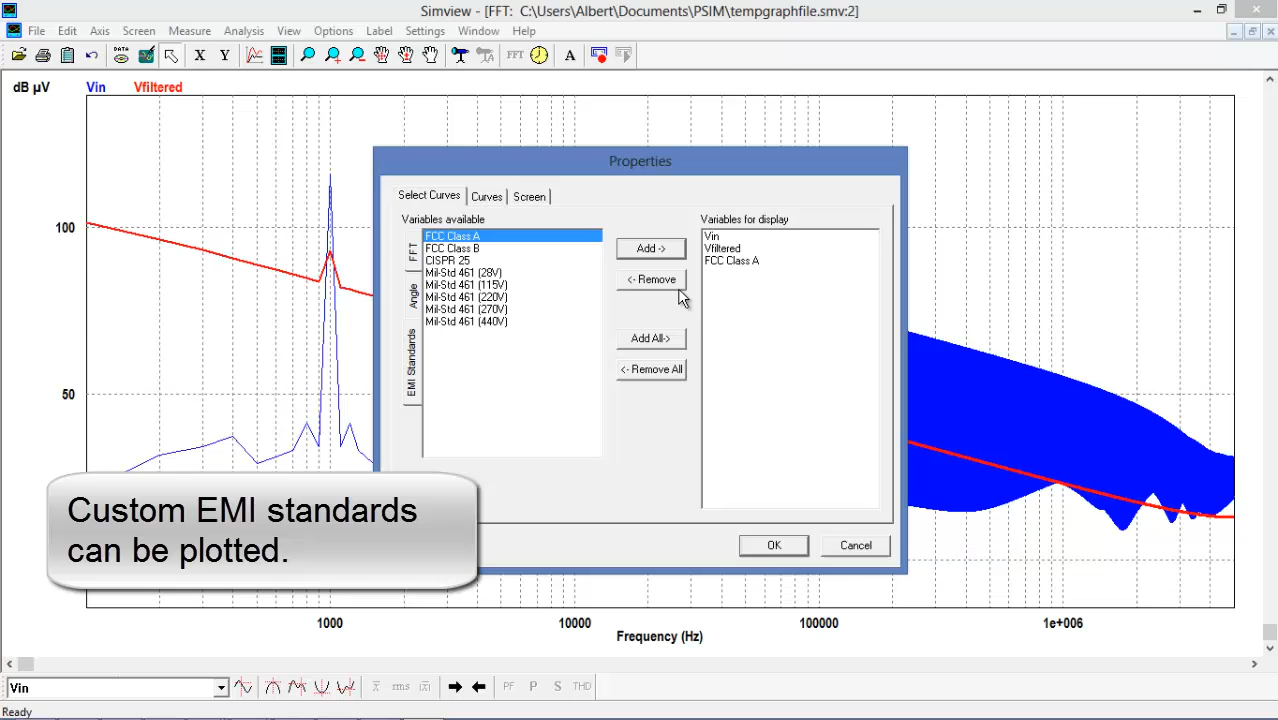 Simview - [FFT: C:\Users\Albert\Documents\PSIM\tempgraphfile.smv:2]
File Edit Axis Screen Measure Analysis View Options Label Settings Window Help
DATA X Y FFT A
dB µV Vin Vfiltered
Properties
Select Curves Curves Screen
Variables available Variables for display
FFT
Angle
EMI Standards
FCC Class A
FCC Class B
CISPR 25
Mil-Std 461 (28V)
Mil-Std 461 (115V)
Mil-Std 461 (220V)
Mil-Std 461 (270V)
Mil-Std 461 (440V)
Add ->
<- Remove
Add All->
<- Remove All
Vin
Vfiltered
FCC Class A
OK Cancel
100
50
Custom EMI standards
can be plotted.
1000 10000 100000 1e+006
Frequency (Hz)
Vin x rms |x| PF P S THD
Ready